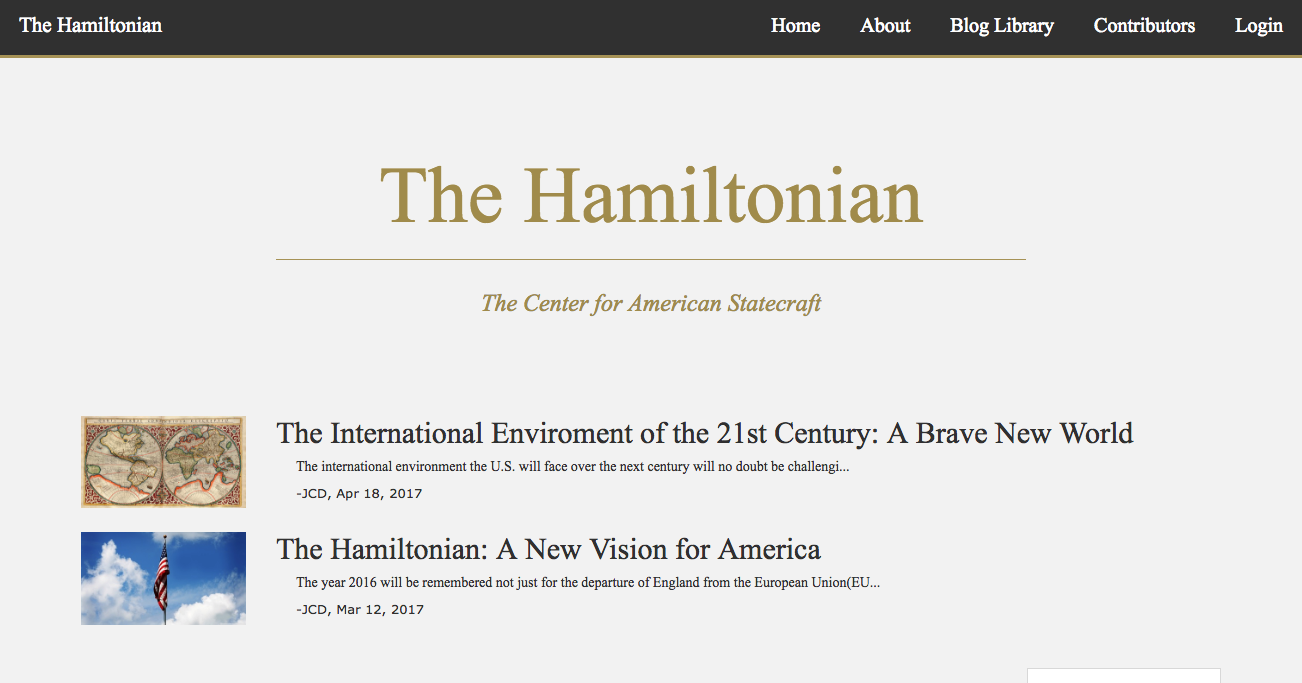 The Hamiltonian Home About Blog Library Contributors Login
The Hamiltonian
The Center for American Statecraft
The International Enviroment of the 21st Century: A Brave New World
The international environment the U.S. will face over the next century will no doubt be challengi...
-JCD, Apr 18, 2017
The Hamiltonian: A New Vision for America
The year 2016 will be remembered not just for the departure of England from the European Union(EU...
-JCD, Mar 12, 2017